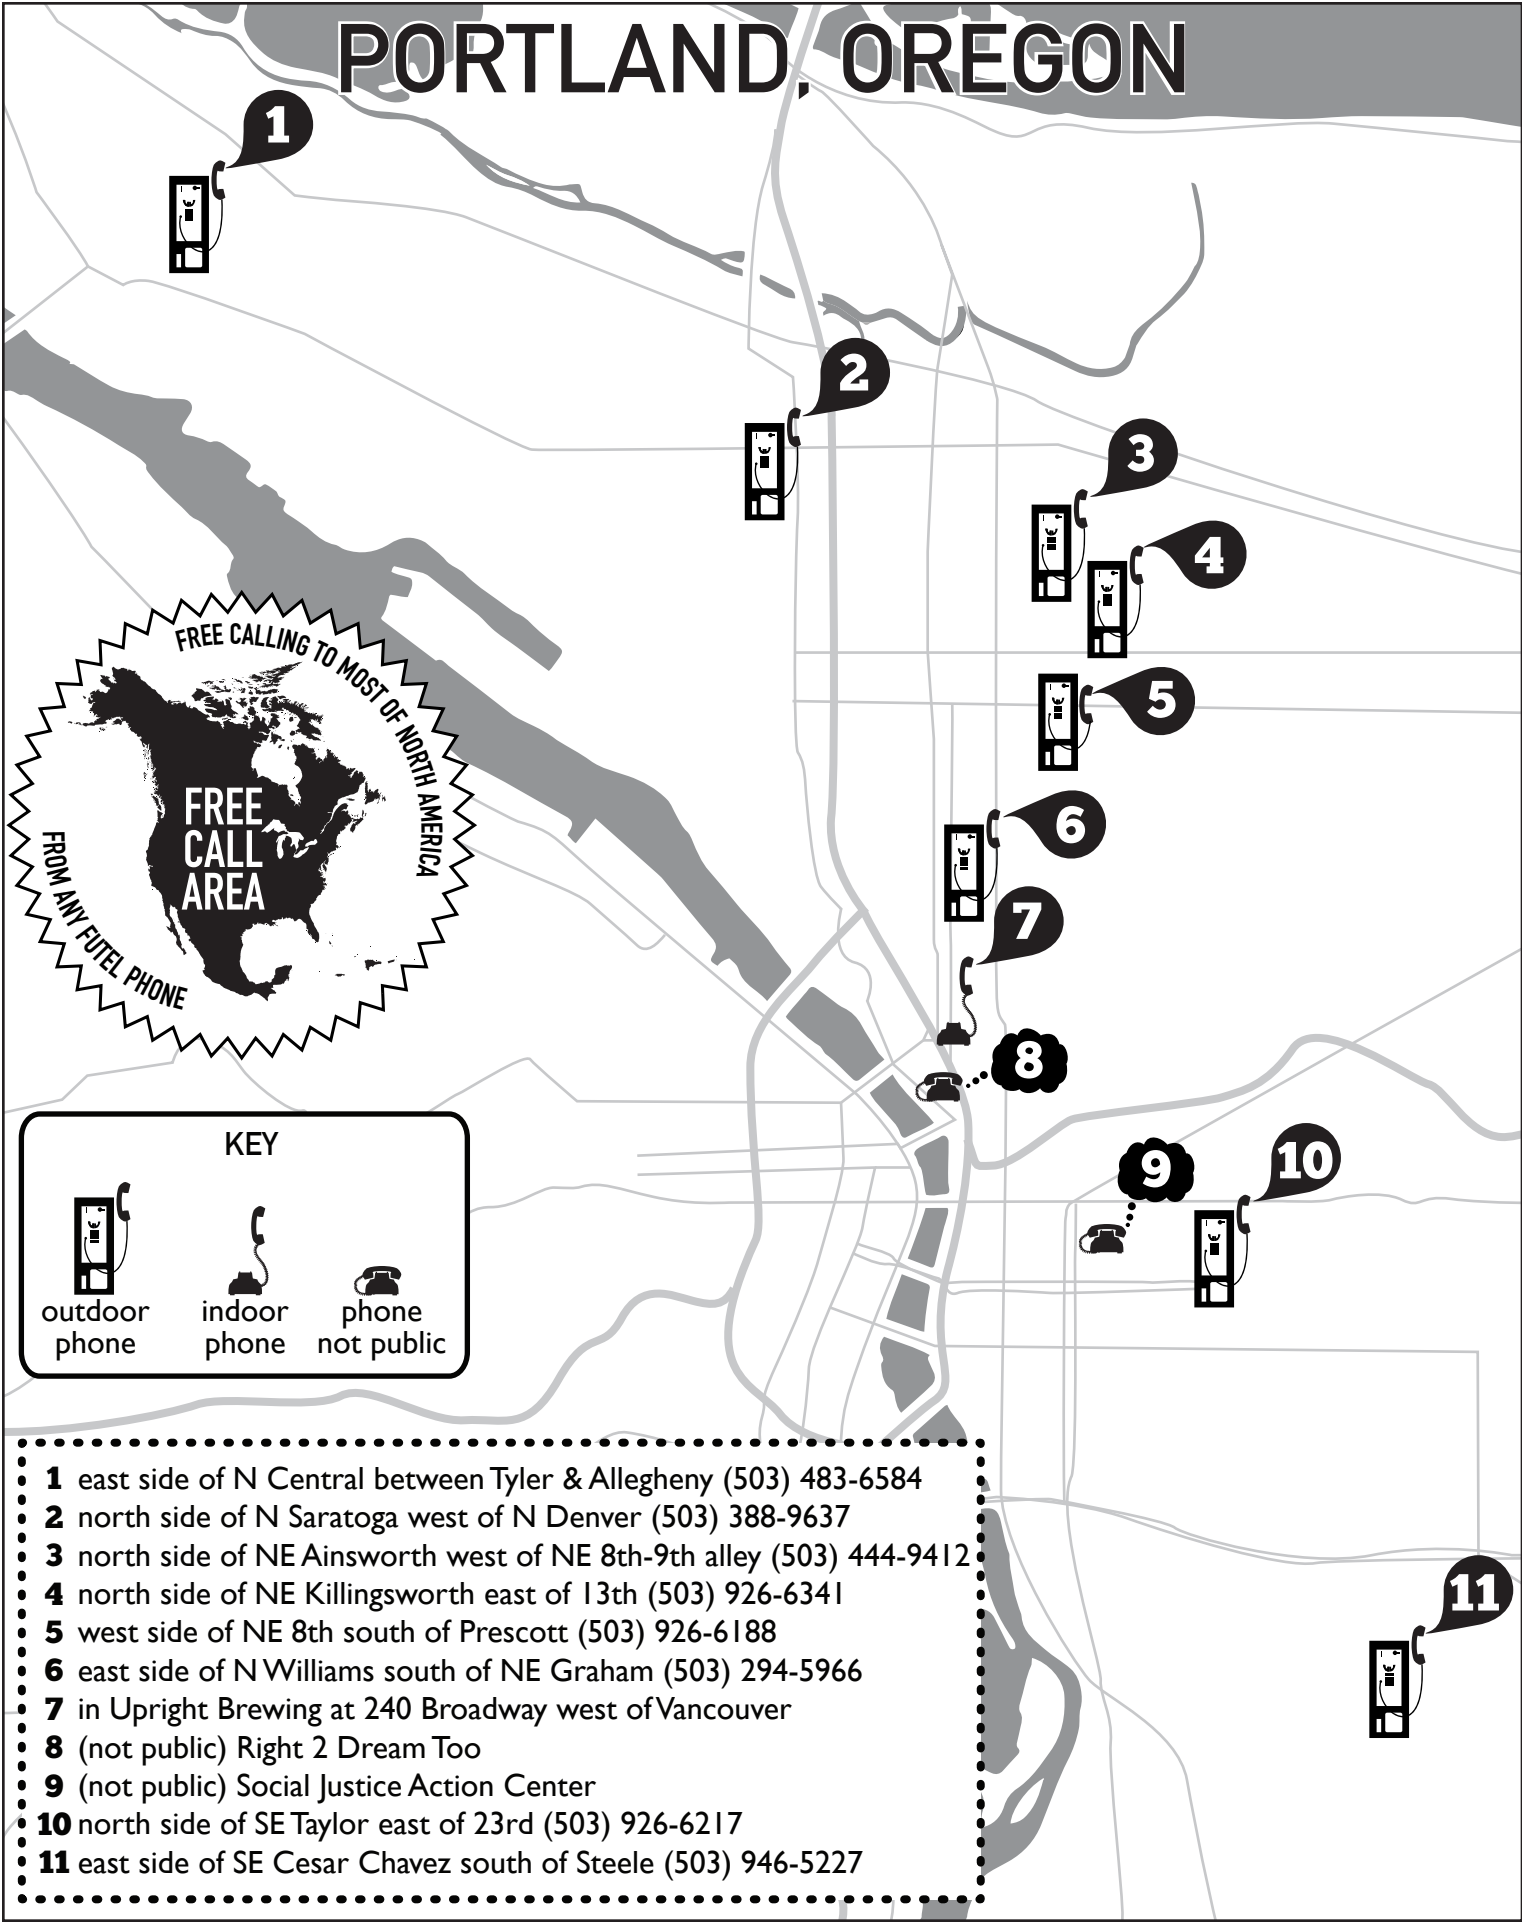 PORTLAND, OREGON
1
2
3
4
5
6
7
8
9
10
11
FREE CALLING TO MOST OF NORTH AMERICA
FROM ANY FUTEL PHONE
FREE
CALL
AREA
KEY
outdoor
phone
indoor
phone
phone
not public
1 east side of N Central between Tyler & Allegheny (503) 483-6584
2 north side of N Saratoga west of N Denver (503) 388-9637
3 north side of NE Ainsworth west of NE 8th-9th alley (503) 444-9412
4 north side of NE Killingsworth east of 13th (503) 926-6341
5 west side of NE 8th south of Prescott (503) 926-6188
6 east side of N Williams south of NE Graham (503) 294-5966
7 in Upright Brewing at 240 Broadway west of Vancouver
8 (not public) Right 2 Dream Too
9 (not public) Social Justice Action Center
10 north side of SE Taylor east of 23rd (503) 926-6217
11 east side of SE Cesar Chavez south of Steele (503) 946-5227